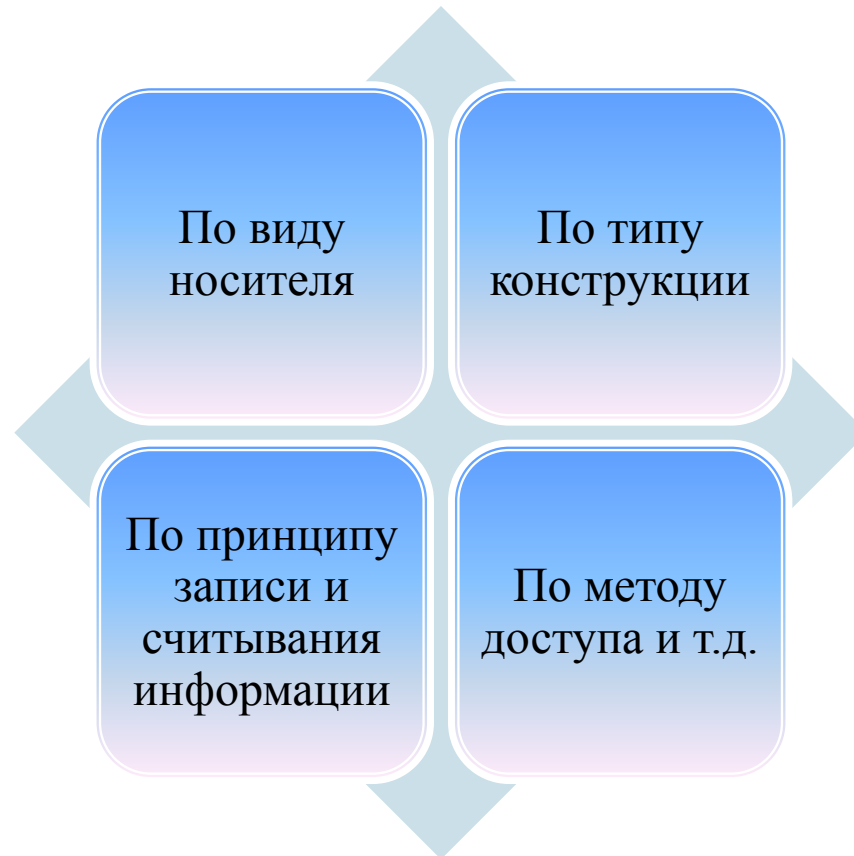 По виду
носителя
По типу
конструкции
По принципу
записи и
считывания
информации
По методу
доступа и т.д.